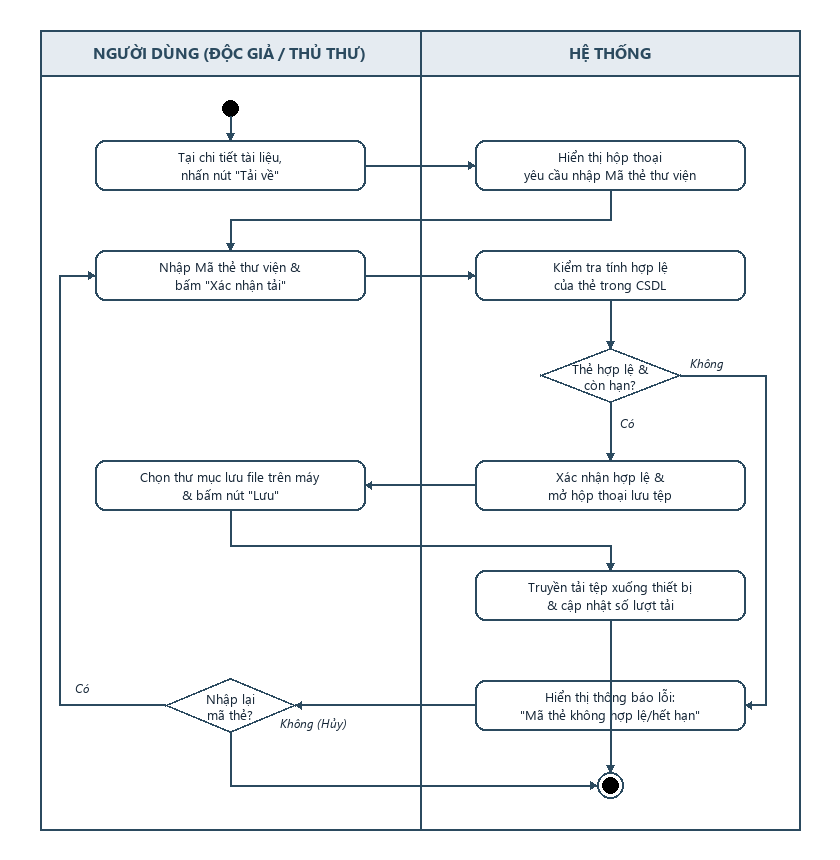 NGƯỜI DÙNG (ĐỘC GIẢ / THỦ THƯ)
HỆ THỐNG
Tại chi tiết tài liệu,
nhấn nút "Tải về"
Hiển thị hộp thoại
yêu cầu nhập Mã thẻ thư viện
Nhập Mã thẻ thư viện &
bấm "Xác nhận tải"
Kiểm tra tính hợp lệ
của thẻ trong CSDL
Thẻ hợp lệ &
còn hạn?
Không
Có
Chọn thư mục lưu file trên máy
& bấm nút "Lưu"
Xác nhận hợp lệ &
mở hộp thoại lưu tệp
Truyền tải tệp xuống thiết bị
& cập nhật số lượt tải
Có
Nhập lại
mã thẻ?
Không (Hủy)
Hiển thị thông báo lỗi:
"Mã thẻ không hợp lệ/hết hạn"